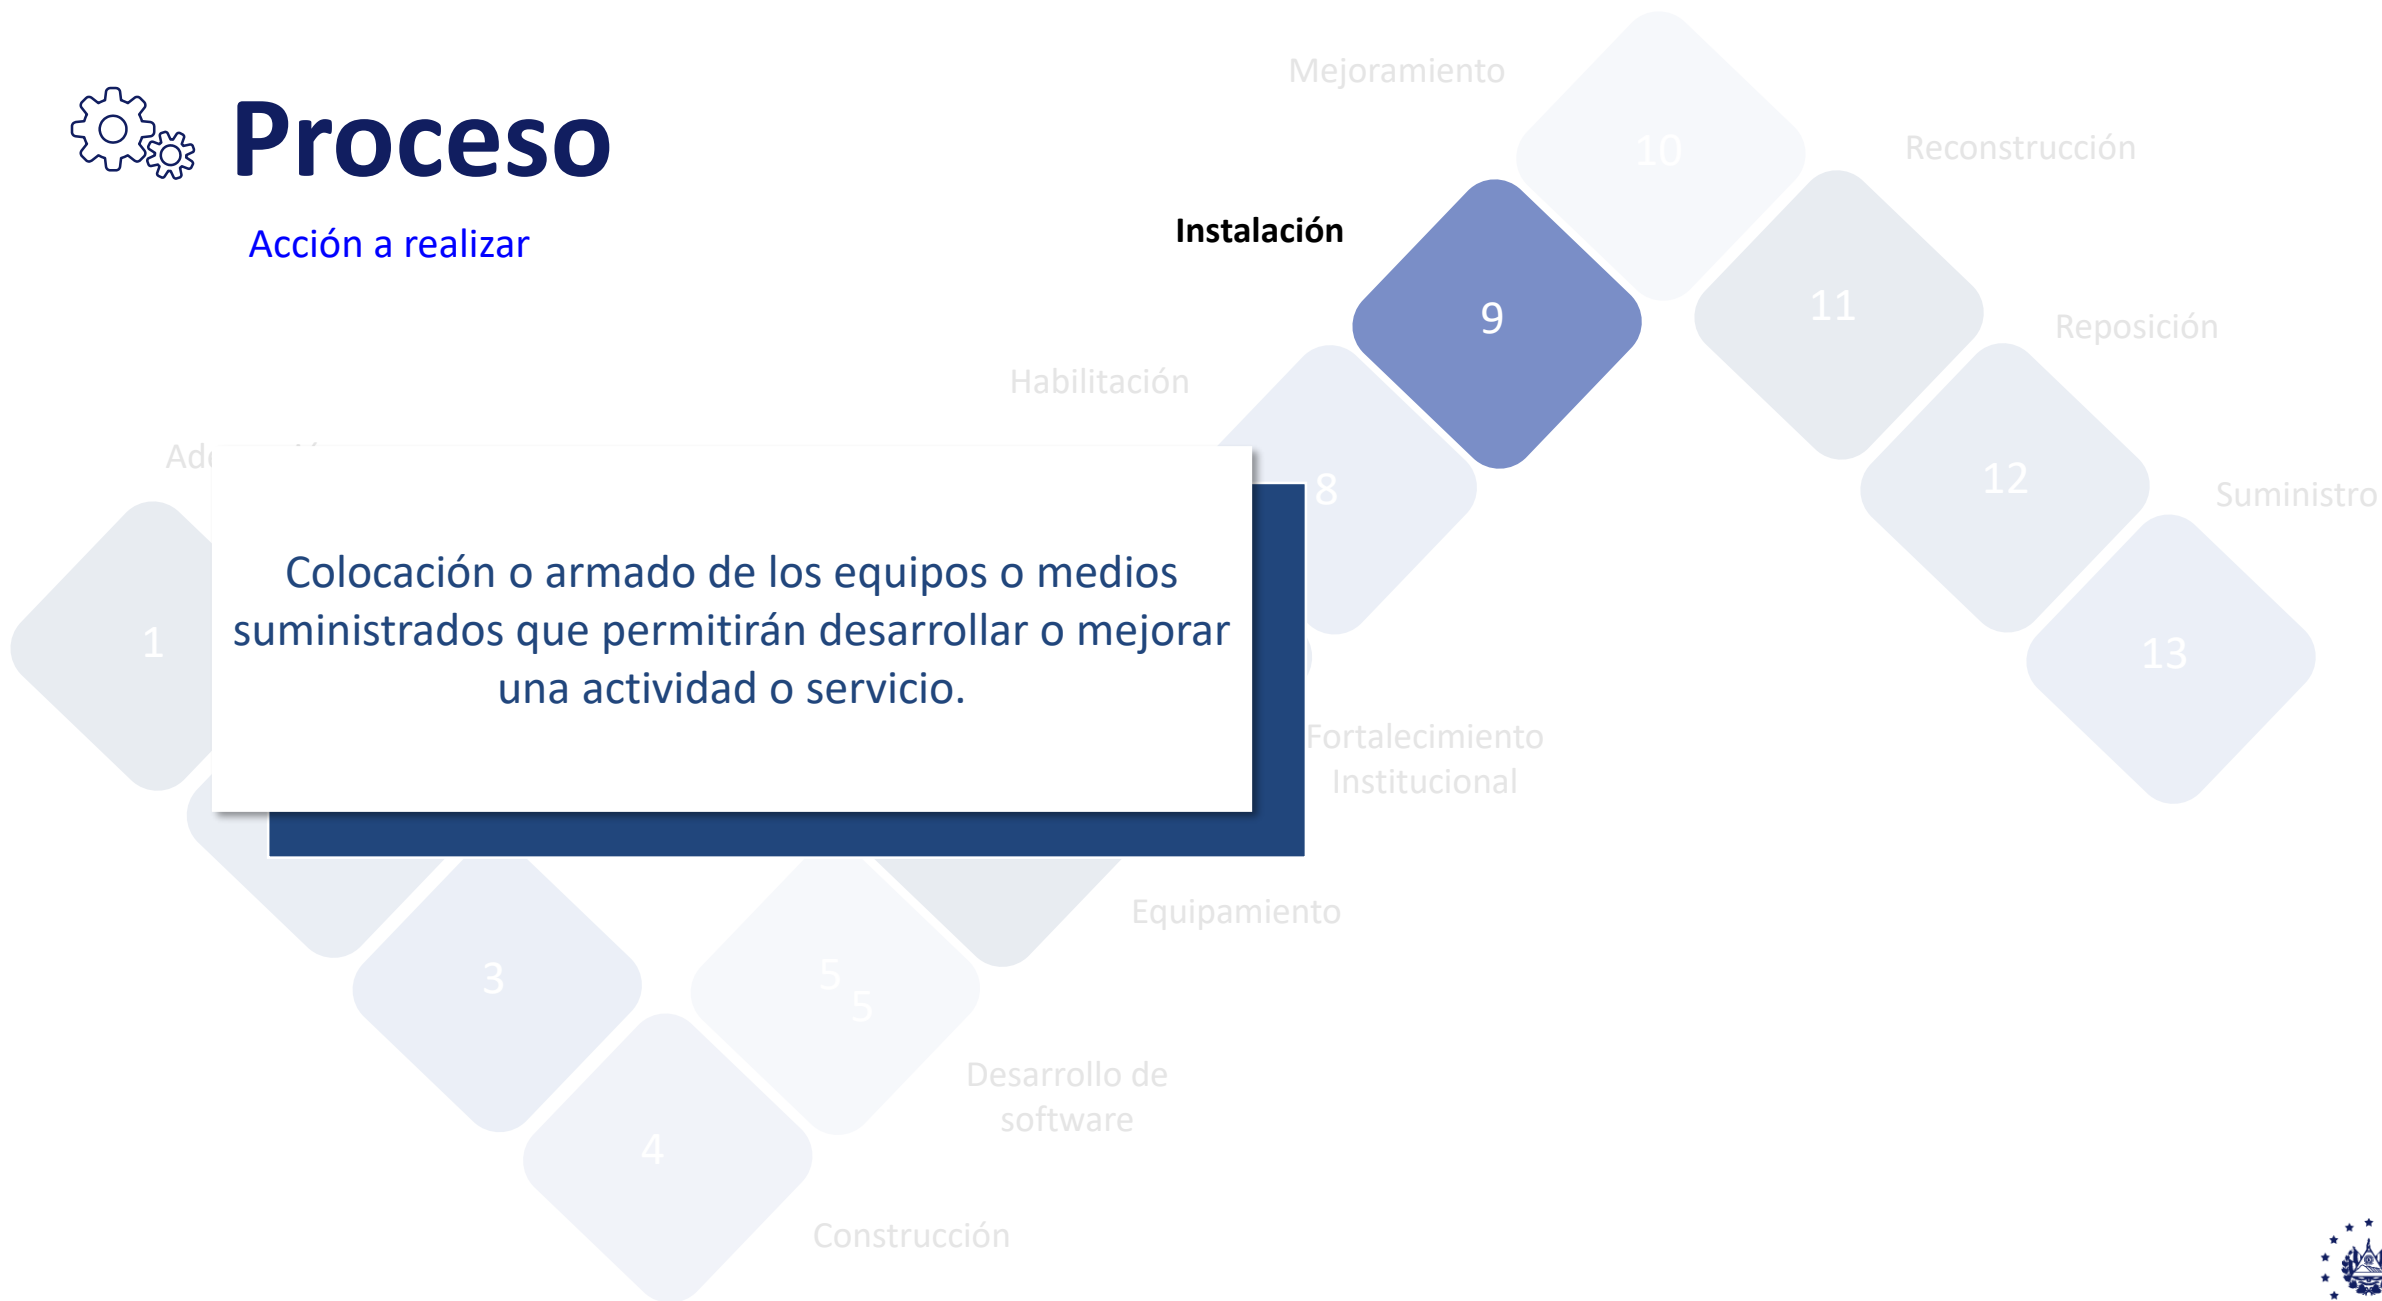 Proceso
Acción a realizar
Mejoramiento
10
Reconstrucción
Instalación
9
11
Reposición
Habilitación
8
12
Suministro
Colocación o armado de los equipos o medios
suministrados que permitirán desarrollar o mejorar
una actividad o servicio.
1
13
Fortalecimiento
Institucional
Equipamiento
3
5
5
Desarrollo de
software
4
Construcción